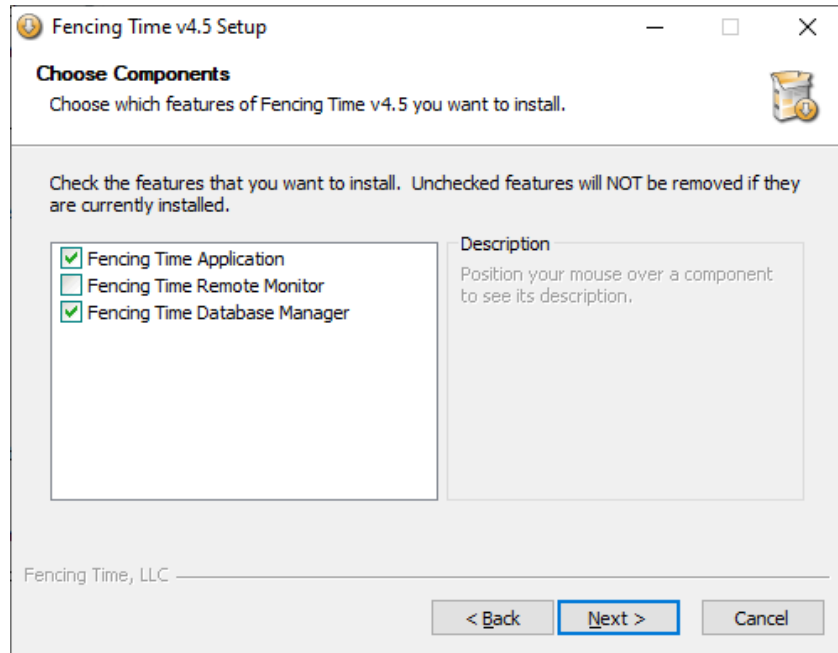 Fencing Time v4.5 Setup
Choose Components
Choose which features of Fencing Time v4.5 you want to install.
Check the features that you want to install.  Unchecked features will NOT be removed if they
are currently installed.
Fencing Time Application
Fencing Time Remote Monitor
Fencing Time Database Manager
Description
Position your mouse over a component
to see its description.
Fencing Time, LLC
< Back
Next >
Cancel